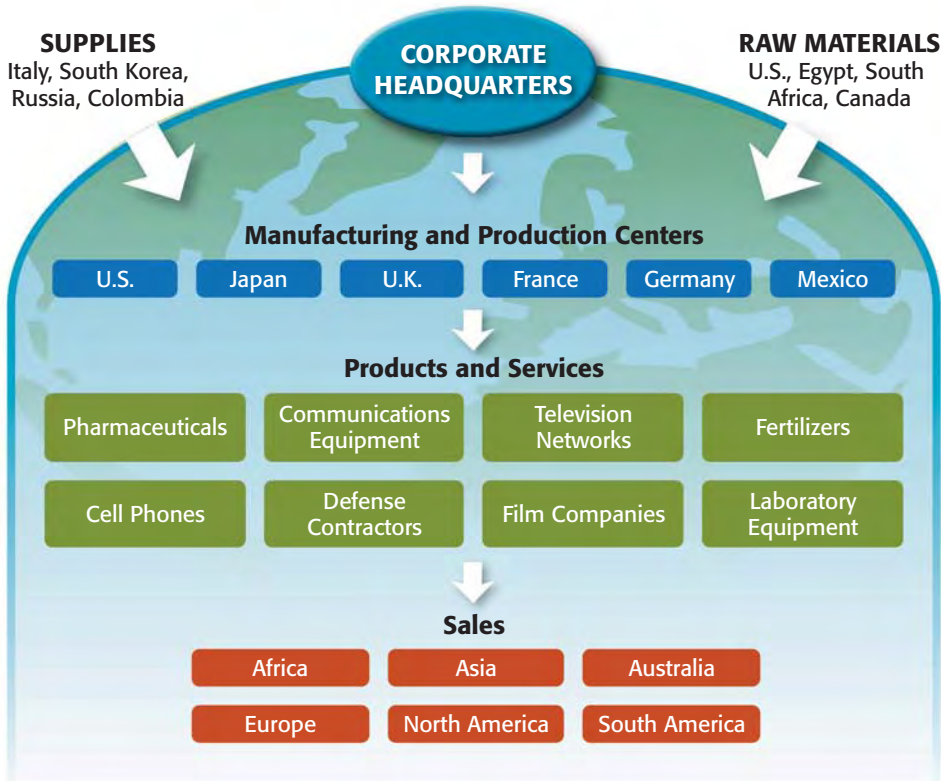 SUPPLIES
Italy, South Korea,
Russia, Colombia
CORPORATE
HEADQUARTERS
RAW MATERIALS
U.S., Egypt, South
Africa, Canada
Manufacturing and Production Centers
U.S.
Japan
U.K.
France
Germany
Mexico
Products and Services
Pharmaceuticals
Communications
Equipment
Television
Networks
Fertilizers
Cell Phones
Defense
Contractors
Film Companies
Laboratory
Equipment
Sales
Africa
Asia
Australia
Europe
North America
South America